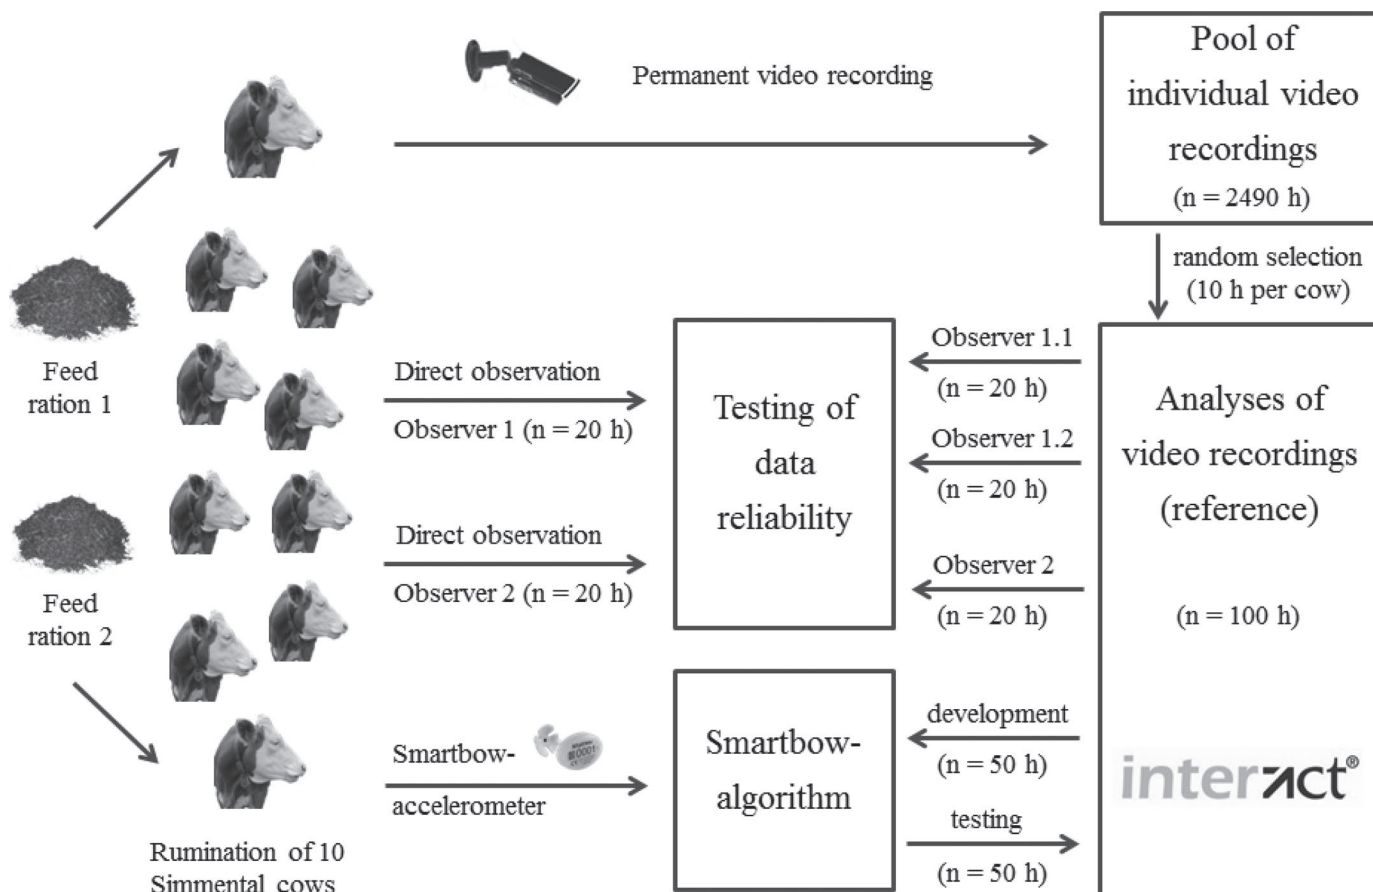 Permanent video recording
Pool of
individual video
recordings
(n = 2490 h)
random selection
(10 h per cow)
Feed
ration 1
Direct observation
Observer 1 (n = 20 h)
Testing of
data
reliability
Observer 1.1
(n = 20 h)
Observer 1.2
(n = 20 h)
Observer 2
(n = 20 h)
Analyses of
video recordings
(reference)
(n = 100 h)
Feed
ration 2
Direct observation
Observer 2 (n = 20 h)
Smartbow-
accelerometer
0001
Smartbow-
algorithm
development
(n = 50 h)
testing
(n = 50 h)
interact®
Rumination of 10
Simmental cows